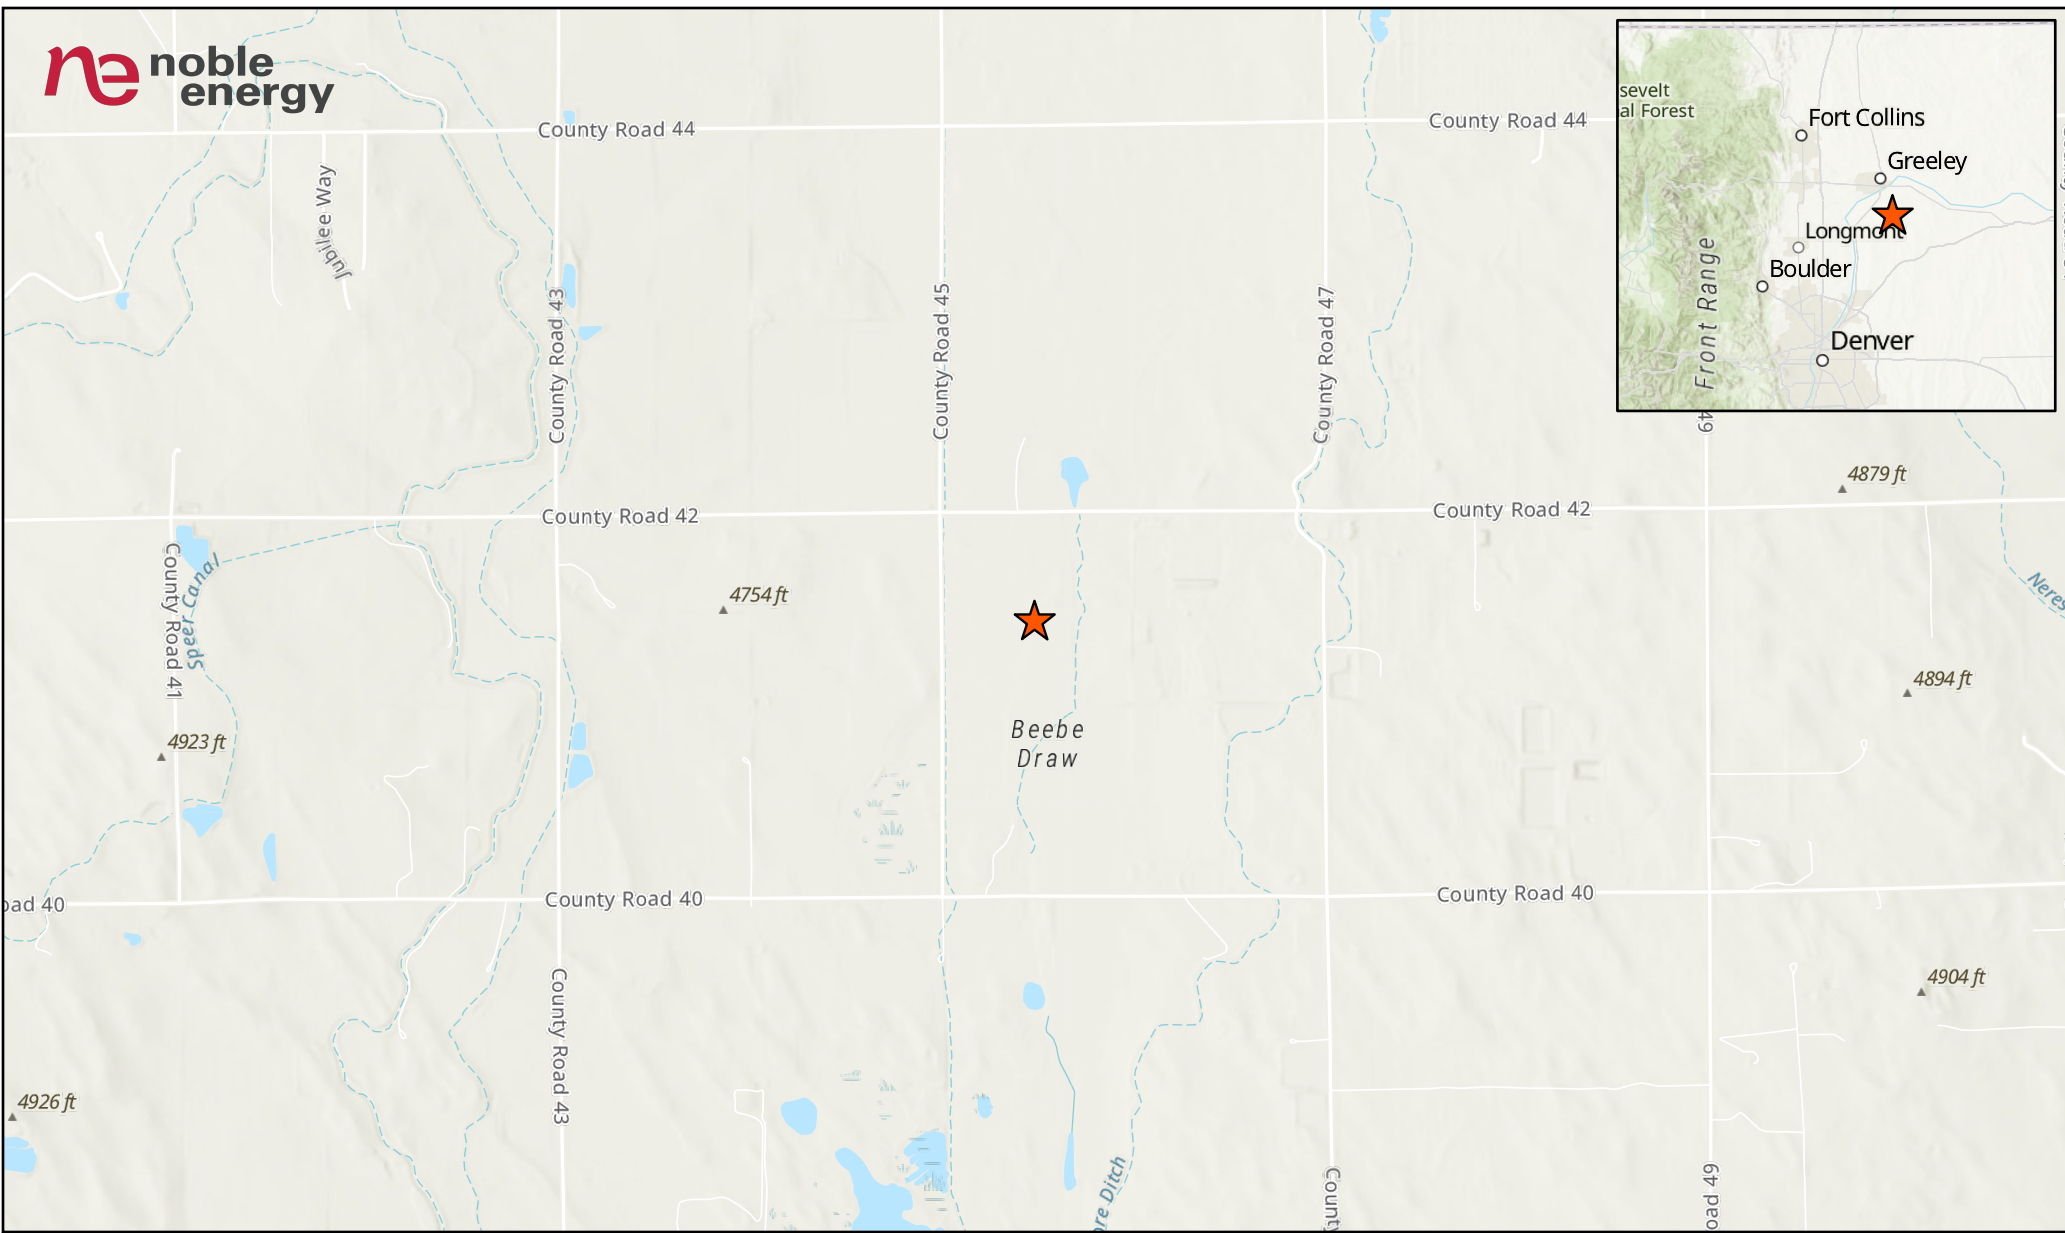 noble
energy
County Road 44
County Road 44
sevelt
al Forest
Fort Collins
Greeley
Longmont
Boulder
Front Range
Denver
Jubilee Way
County Road 43
County Road 45
County Road 47
49
4879 ft
County Road 42
County Road 42
County Road 41
Speer Canal
4754 ft
Neres
4894 ft
Beebe
Draw
4923 ft
oad 40
County Road 40
County Road 40
4904 ft
County Road 43
4926 ft
ore Ditch
County
oad 49